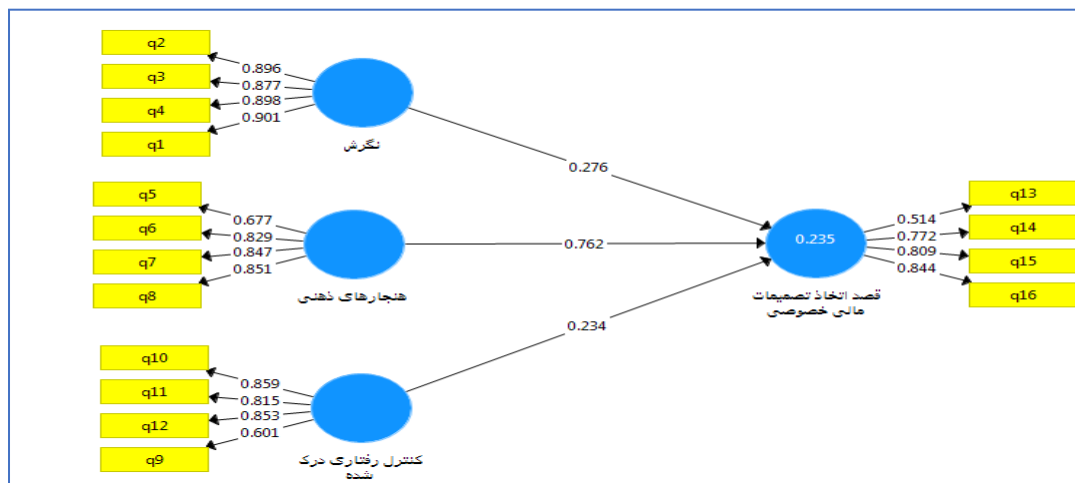 q2
q3
q4
q1
0.896
0.877
0.898
0.901
نگرش
0.276
q5
q6
q7
q8
0.677
0.829
0.847
0.851
هنجارهای ذهنی
0.762
q10
q11
q12
q9
0.859
0.815
0.853
0.601
کنترل رفتاری درک
شده
0.234
0.235
قصد اتخاذ تصمیمات
مالی خصوصی
0.514
0.772
0.809
0.844
q13
q14
q15
q16